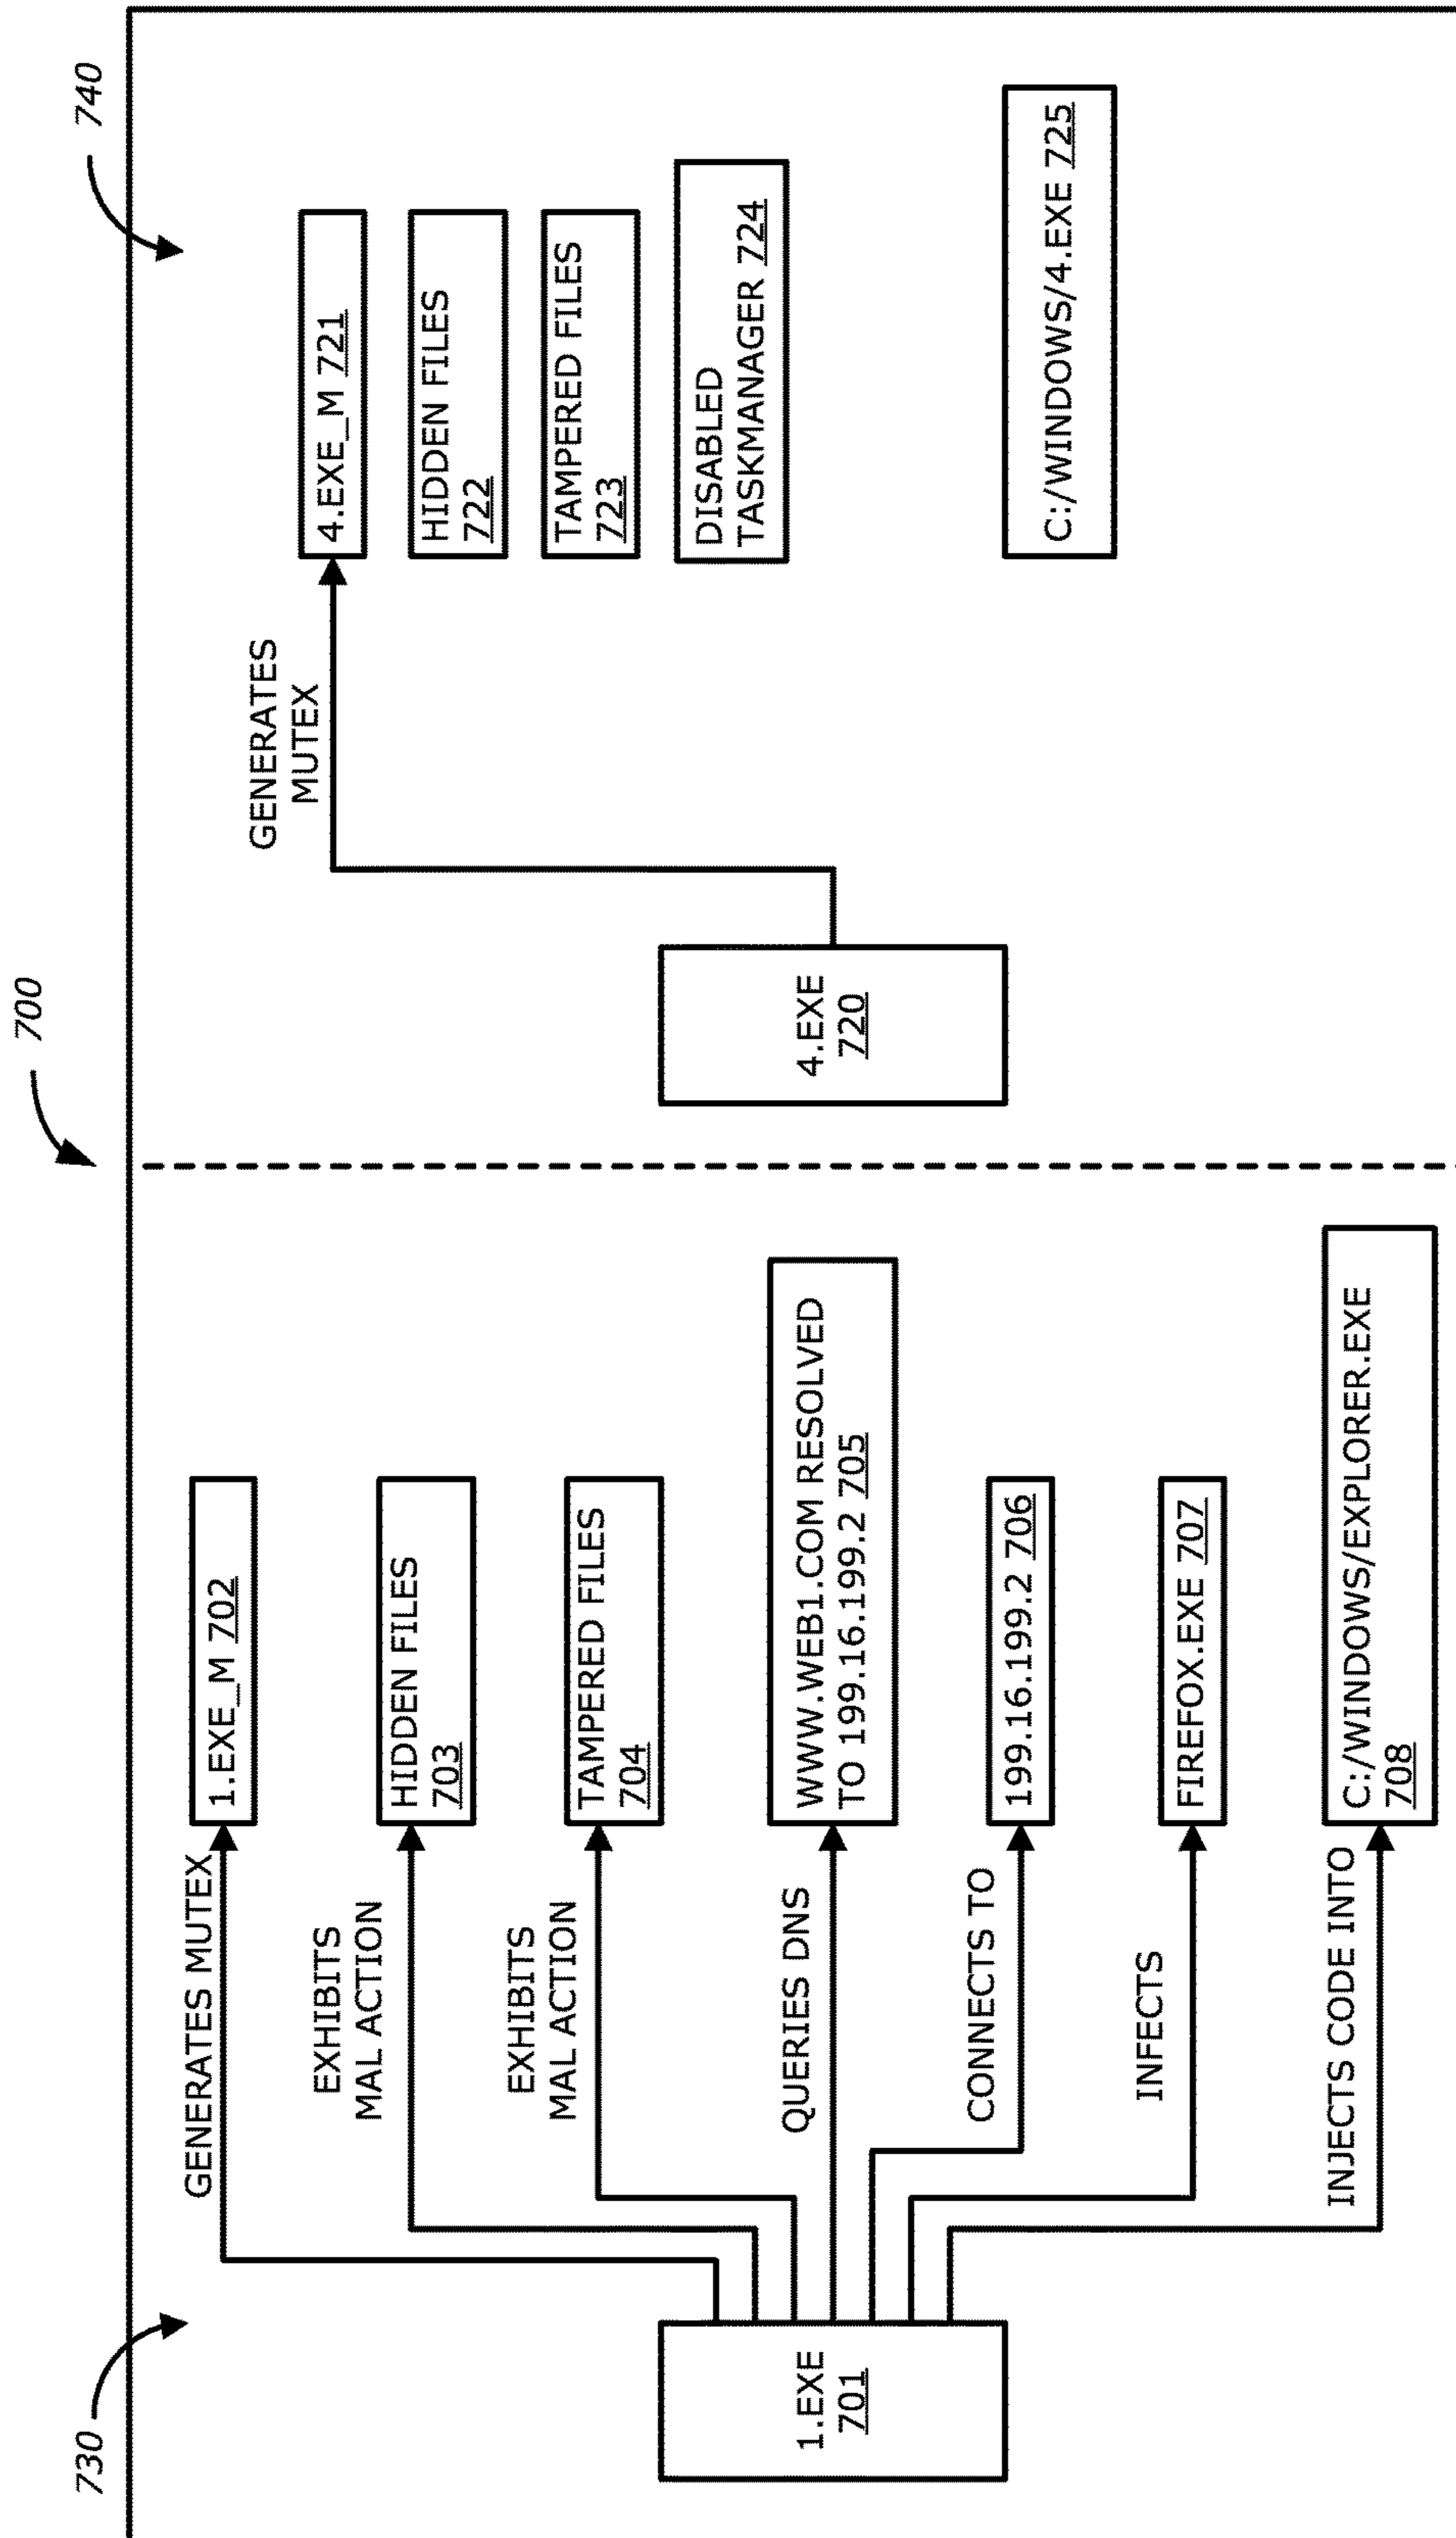 700
730
GENERATES MUTEX
1.EXE_M 702
EXHIBITS
MAL ACTION
HIDDEN FILES
703
EXHIBITS
MAL ACTION
TAMPERED FILES
704
1.EXE
701
QUERIES DNS
WWW.WEB1.COM RESOLVED
TO 199.16.199.2 705
CONNECTS TO
199.16.199.2 706
INFECTS
FIREFOX.EXE 707
INJECTS CODE INTO
C:/WINDOWS/EXPLORER.EXE
708
740
GENERATES
MUTEX
4.EXE_M 721
HIDDEN FILES
722
TAMPERED FILES
723
DISABLED
TASKMANAGER 724
4.EXE
720
C:/WINDOWS/4.EXE 725